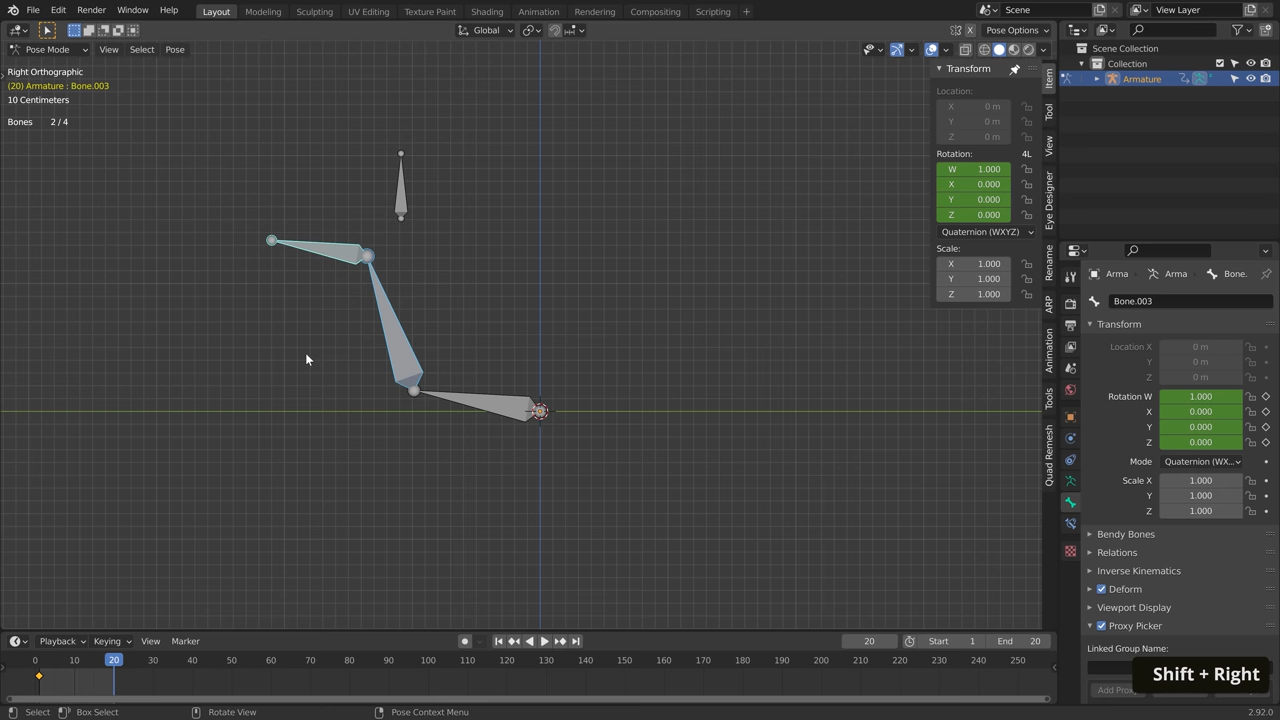 File Edit Render Window Help Layout Modeling Sculpting UV Editing Texture Paint Shading Animation Rendering Compositing Scripting + Scene View Layer
Global Pose Options
Pose Mode View Select Pose
Right Orthographic
(20) Armature : Bone.003
10 Centimeters
Bones 2 / 4
Transform
Location:
X 0 m
Y 0 m
Z 0 m
Rotation: 4L
W 1.000
X 0.000
Y 0.000
Z 0.000
Quaternion (WXYZ)
Scale:
X 1.000
Y 1.000
Z 1.000
Item
Tool
View
Eye Designer
Rename
ARP
Animation
Tools
Quad Remesh
Scene Collection
Collection
Armature
Arma Arma Bone.
Bone.003
Transform
Location X 0 m
Y 0 m
Z 0 m
Rotation W 1.000
X 0.000
Y 0.000
Z 0.000
Mode Quaternion (WX...
Scale X 1.000
Y 1.000
Z 1.000
Bendy Bones
Relations
Inverse Kinematics
Deform
Viewport Display
Proxy Picker
Linked Group Name:
Add Proxy
Shift + Right
Playback Keying View Marker 20 Start 1 End 20
0 10 20 30 40 50 60 70 80 90 100 110 120 130 140 150 160 170 180 190 200 210 220 230 240 250
Select Box Select Rotate View Pose Context Menu 2.92.0